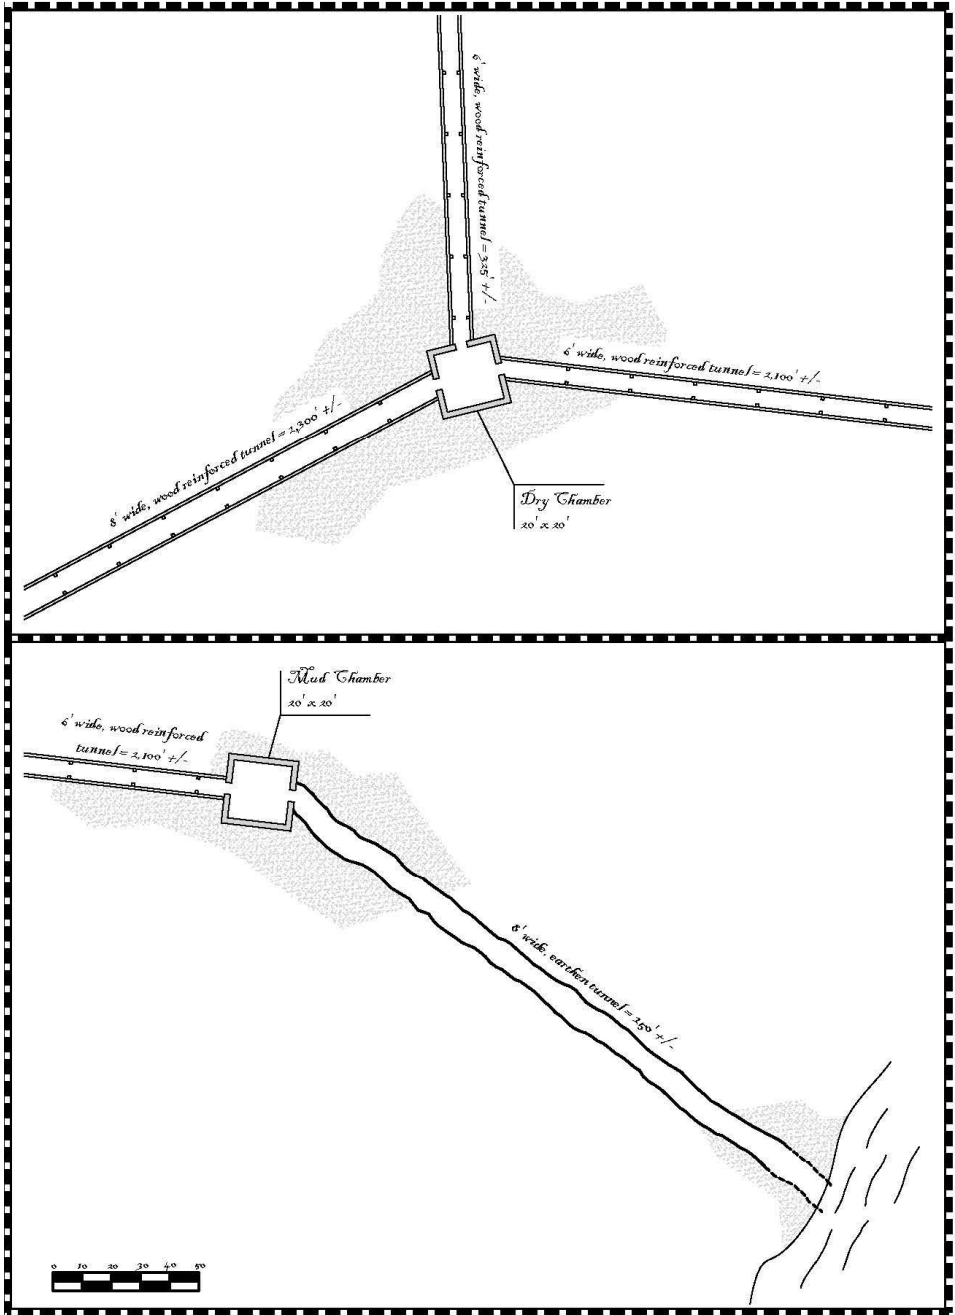 6' wide, wood reinforced tunnel = 325' +/-
6' wide, wood reinforced tunnel = 2,100' +/-
8' wide, wood reinforced tunnel = 2,300' +/-
Dry Chamber
20' x 20'
Mud Chamber
20' x 20'
6' wide, wood reinforced
tunnel = 2,100' +/-
8' wide, earthen tunnel = 250' +/-
0 10 20 30 40 50